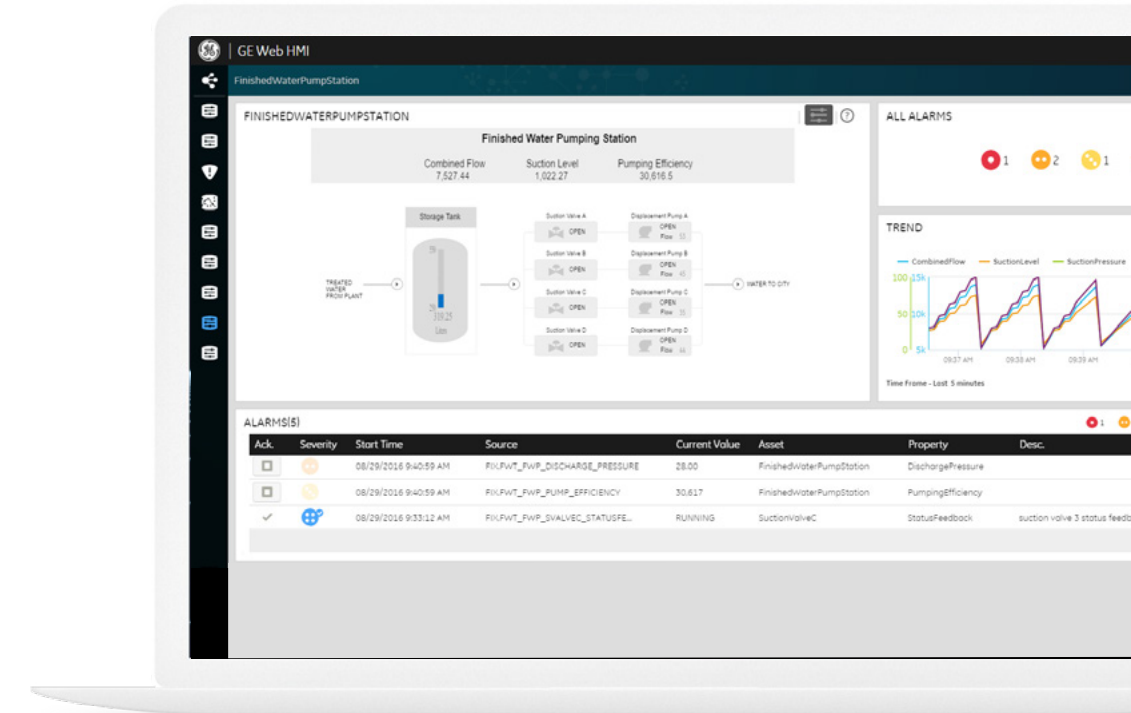 GE Web HMI
FinishedWaterPumpStation
FINISHEDWATERPUMPSTATION
?
Finished Water Pumping Station
Combined Flow Suction Level Pumping Efficiency
7,527.44 1,022.27 30,616.5
Storage Tank
319.25
Suction Valve A
OPEN
Displacement Pump A
OPEN
Flow
Suction Valve B
OPEN
Displacement Pump B
OPEN
Flow
Suction Valve C
OPEN
Displacement Pump C
OPEN
Flow
Suction Valve D
OPEN
Displacement Pump D
OPEN
Flow
TREATED
WATER
FROM PLANT
WATER TO CITY
ALL ALARMS
1 2 1
TREND
CombinedFlow SuctionLevel SuctionPressure
100 15k
50 10k
0 5k
09:37 AM 09:38 AM 09:39 AM
Time Frame - Last 5 minutes
ALARMS(5)
1
Ack. Severity Start Time Source Current Value Asset Property Desc.
08/29/2016 9:40:59 AM FIX.FWT_FWP_DISCHARGE_PRESSURE 28.00 FinishedWaterPumpStation DischargePressure
08/29/2016 9:40:59 AM FIX.FWT_FWP_PUMP_EFFICIENCY 30,617 FinishedWaterPumpStation PumpingEfficiency
08/29/2016 9:33:12 AM FIX.FWT_FWP_SVALVEC_STATUSFE... RUNNING SuctionValveC StatusFeedback suction valve 3 status feedb